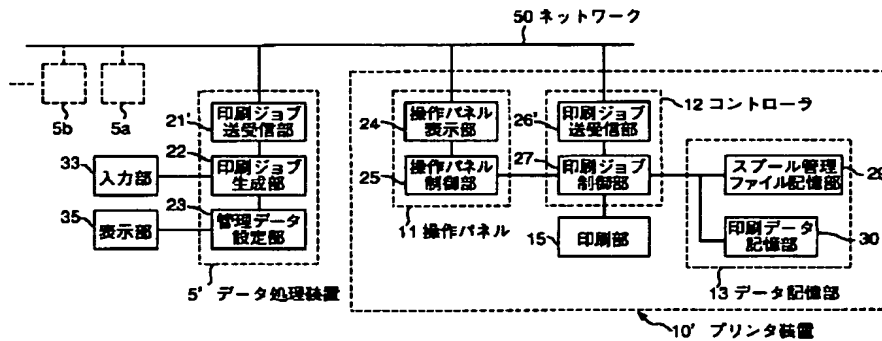 50 ネットワーク
5b
5a
21'
印刷ジョブ
送受信部
22
印刷ジョブ
生成部
23
管理データ
設定部
33
入力部
35
表示部
5' データ処理装置
24
操作パネル
表示部
25
操作パネル
制御部
11 操作パネル
26'
印刷ジョブ
送受信部
27
印刷ジョブ
制御部
12 コントローラ
15
印刷部
スプール管理
ファイル記憶部
29
印刷データ
記憶部
30
13 データ記憶部
10' プリンタ装置